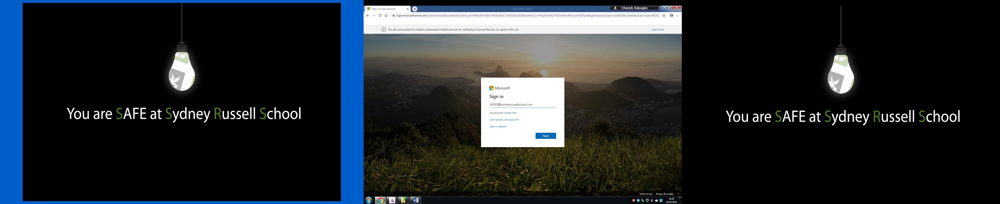 You are SAFE at Sydney Russell School
Sign in to your account
Cherish Adeagbo
login.microsoftonline.com/common/oauth2/authorize?client_id=4345a7b9-9a63-4910-a426-35363201d503&redirect_uri=https%3A%2F%2Fwww.office.com%2Flanding&response_type=code%20id_token&scope=openid%20...
This site uses cookies for analytics, personalised content and ads. By continuing to browse this site, you agree to this use.
Learn more
Microsoft
Sign in
000000@sydneyrussellschool.com
No account? Create one!
Can't access your account?
Sign-in options
Next
Terms of use Privacy & cookies ...
10:39
19/03/2020
You are SAFE at Sydney Russell School